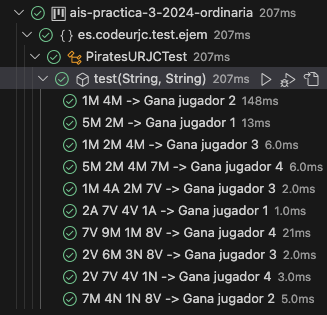 ais-practica-3-2024-ordinaria 207ms
{ } es.codeurjc.test.ejem 207ms
PiratesURJCTest 207ms
test(String, String) 207ms
1M 4M -> Gana jugador 2 148ms
5M 2M -> Gana jugador 1 13ms
1M 2M 4M -> Gana jugador 3 6.0ms
5M 2M 4M 7M -> Gana jugador 4 6.0ms
1M 4A 2M 7V -> Gana jugador 3 2.0ms
2A 7V 4V 1A -> Gana jugador 1 1.0ms
7V 9M 1M 8V -> Gana jugador 4 21ms
2V 6M 3N 8V -> Gana jugador 3 2.0ms
2V 7V 4V 1N -> Gana jugador 4 3.0ms
7M 4N 1N 8V -> Gana jugador 2 5.0ms